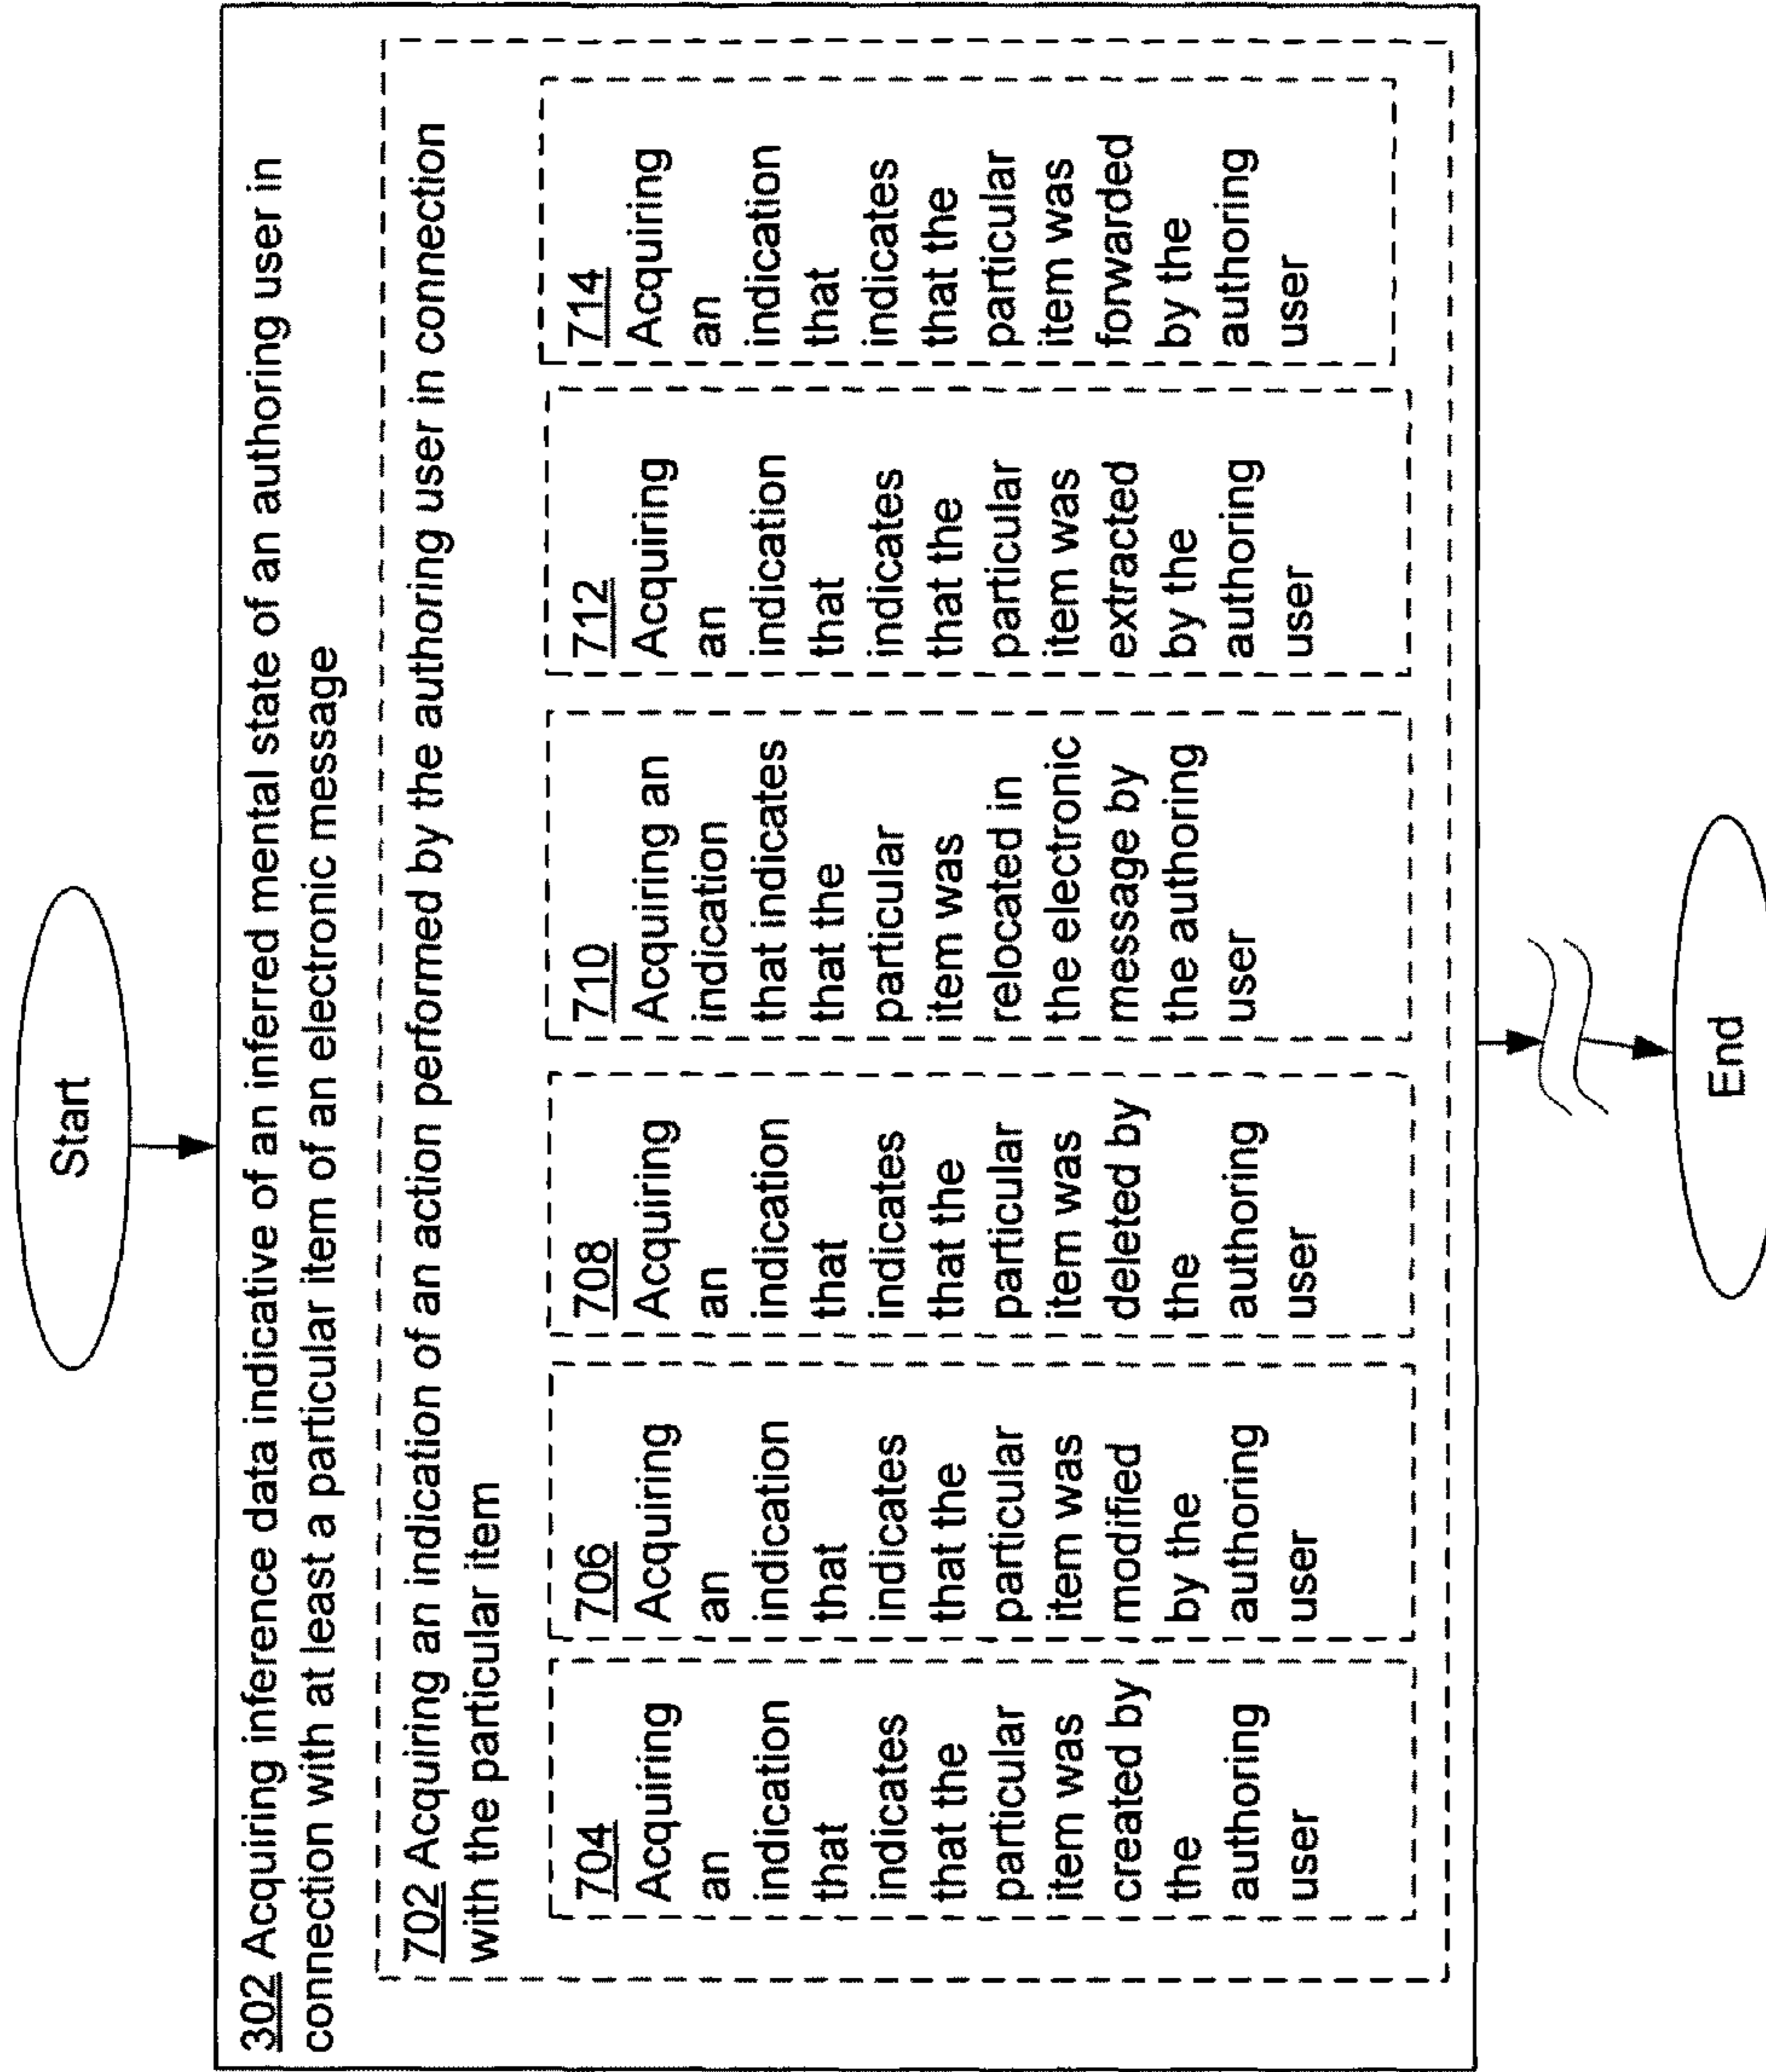 Start
302 Acquiring inference data indicative of an inferred mental state of an authoring user in
connection with at least a particular item of an electronic message
702 Acquiring an indication of an action performed by the authoring user in connection
with the particular item
704
Acquiring
an
indication
that
indicates
that the
particular
item was
created by
the
authoring
user
706
Acquiring
an
indication
that
indicates
that the
particular
item was
modified
by the
authoring
user
708
Acquiring
an
indication
that
indicates
that the
particular
item was
deleted by
the
authoring
user
710
Acquiring an
indication
that indicates
that the
particular
item was
relocated in
the electronic
message by
the authoring
user
712
Acquiring
an
indication
that
indicates
that the
particular
item was
extracted
by the
authoring
user
714
Acquiring
an
indication
that
indicates
that the
particular
item was
forwarded
by the
authoring
user
End